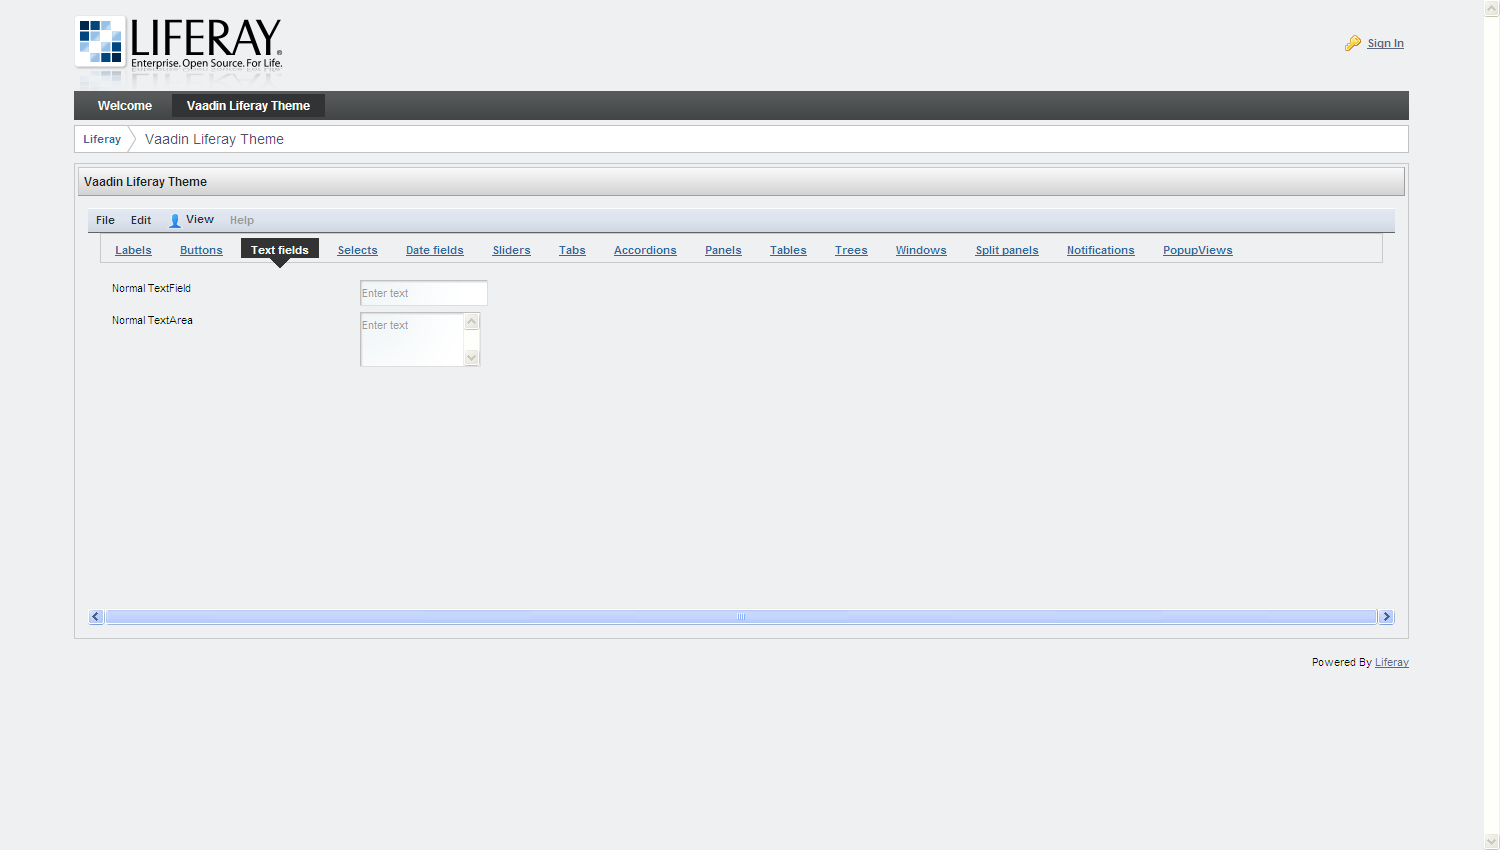 LIFERAY®
Enterprise. Open Source. For Life.
Sign In
Welcome Vaadin Liferay Theme
Liferay Vaadin Liferay Theme
Vaadin Liferay Theme
File Edit View Help
Labels Buttons Text fields Selects Date fields Sliders Tabs Accordions Panels Tables Trees Windows Split panels Notifications PopupViews
Normal TextField Enter text
Normal TextArea Enter text
Powered By Liferay